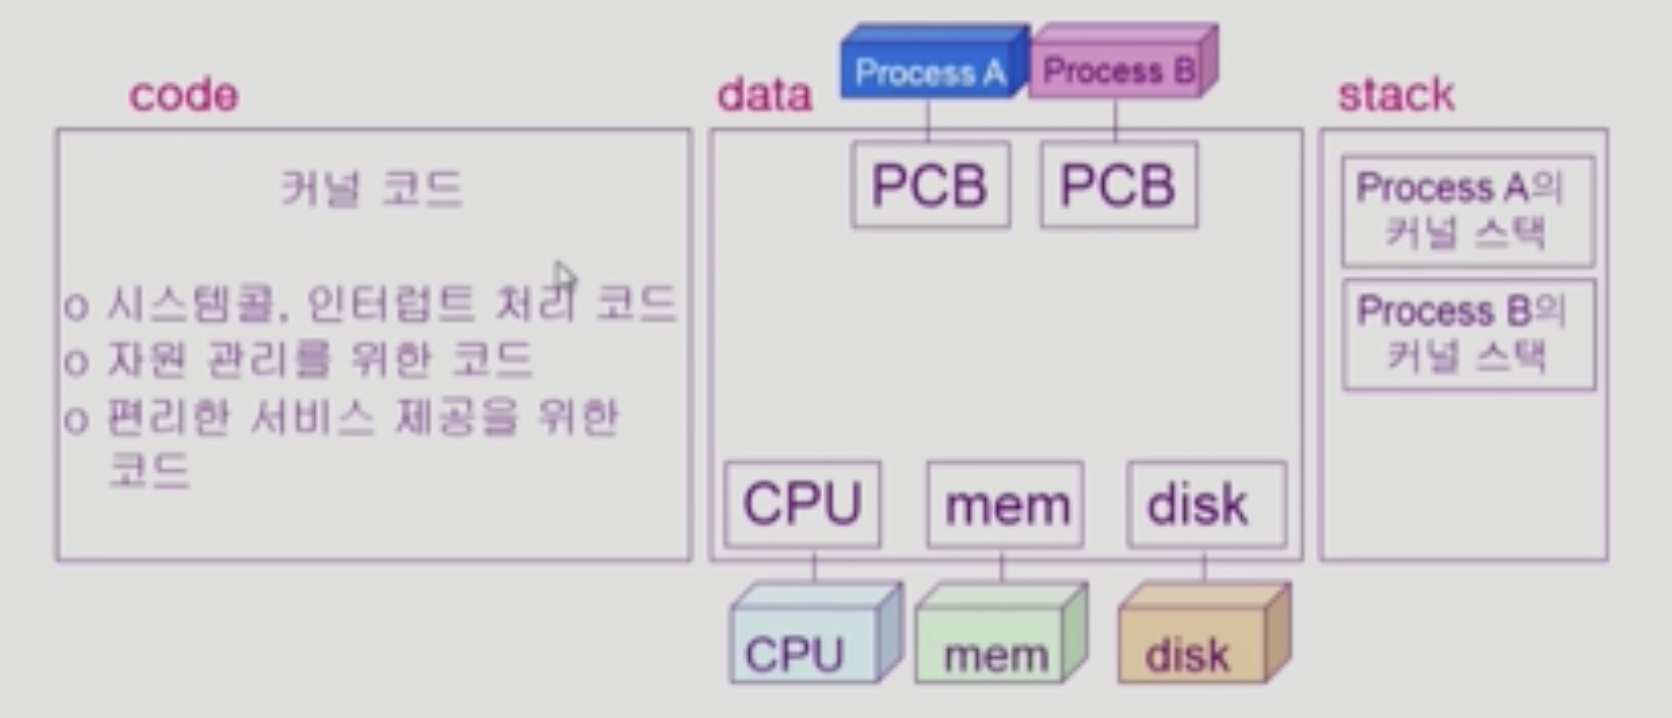 code
커널 코드
o 시스템콜, 인터럽트 처리 코드
o 자원 관리를 위한 코드
o 편리한 서비스 제공을 위한
코드
data
Process A
Process B
PCB
PCB
CPU
mem
disk
CPU
mem
disk
stack
Process A의
커널 스택
Process B의
커널 스택